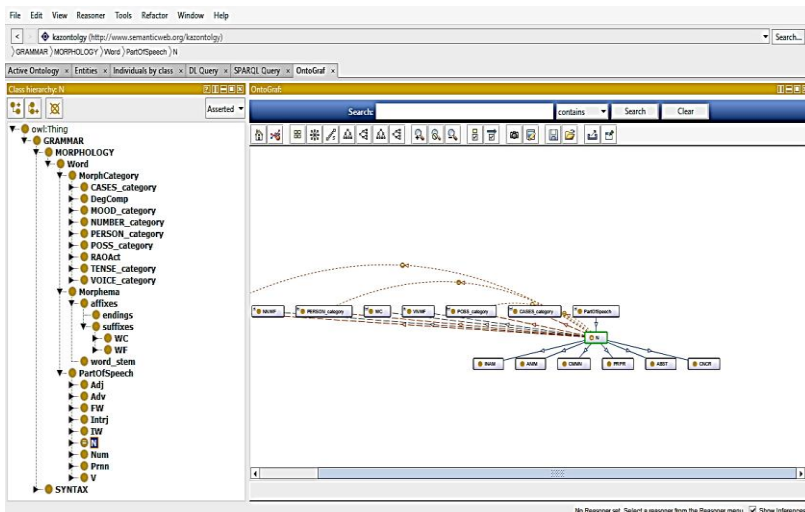 File Edit View Reasoner Tools Refactor Window Help
< > kazontolgy (http://www.semanticweb.org/kazontolgy) Search...
GRAMMAR MORPHOLOGY Word PartOfSpeech N
Active Ontology × Entities × Individuals by class × DL Query × SPARQL Query × OntoGraf ×
Class hierarchy: N
OntoGraf:
Asserted
Search: contains Search Clear
owl:Thing
GRAMMAR
MORPHOLOGY
Word
MorphCategory
CASES_category
DegComp
MOOD_category
NUMBER_category
PERSON_category
POSS_category
RAOAct
TENSE_category
VOICE_category
Morphema
affixes
endings
suffixes
WC
WF
word_stem
PartOfSpeech
Adj
Adv
FW
Intrj
IW
N
Num
Prnn
V
SYNTAX
PERSON_category WC POSS_category CASES_category PartOfSpeech
N
INAM ANIM CMMN PRPR ABST CNCR
No Reasoner set. Select a reasoner from the Reasoner menu Show Inferences